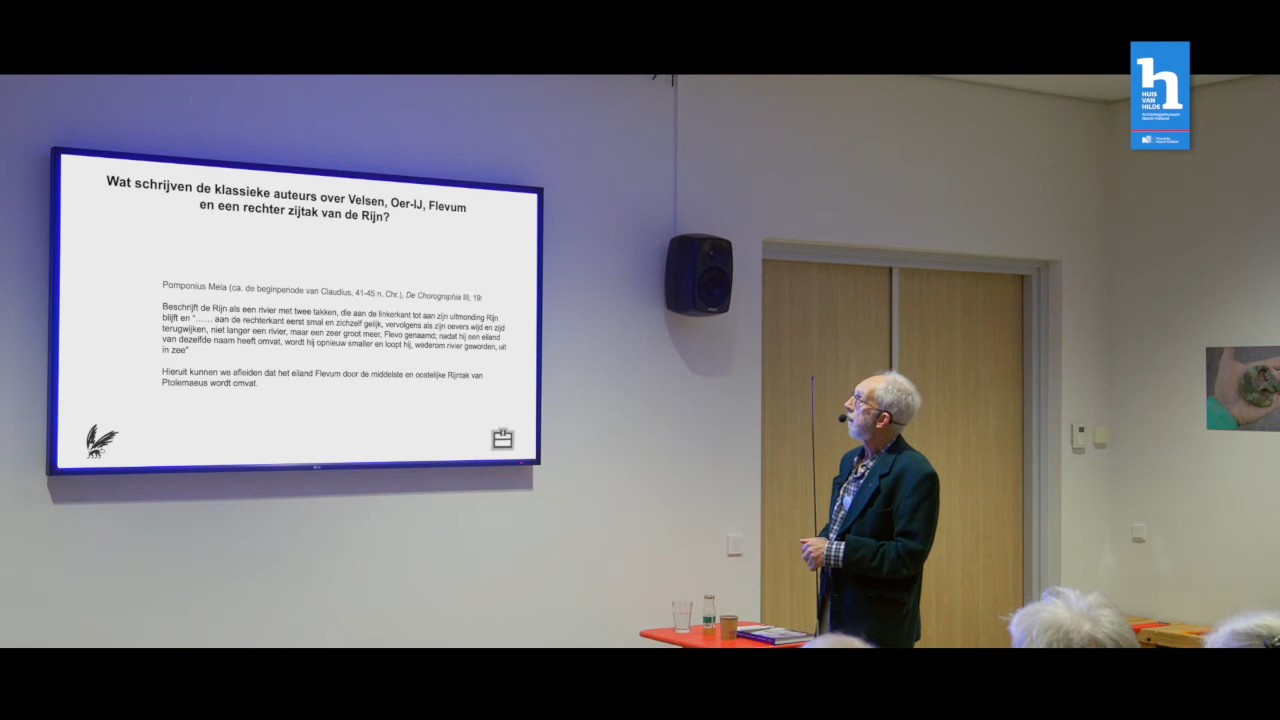 Wat schrijven de klassieke auteurs over Velsen, Oer-IJ, Flevum
en een rechter zijtak van de Rijn?
Pomponius Mela (ca. de beginperiode van Claudius, 41-45 n. Chr.), De Chorographia III, 19:
Beschrijft de Rijn als een rivier met twee takken, die aan de linkerkant tot aan zijn uitmonding Rijn
blijft en "...... aan de rechterkant eerst smal en zichzelf gelijk, vervolgens als zijn oevers wijd en zijd
terugwijken, niet langer een rivier, maar een zeer groot meer, Flevo genaamd; nadat hij een eiland
van dezelfde naam heeft omvat, wordt hij opnieuw smaller en loopt hij, wederom rivier geworden, uit
in zee"
Hieruit kunnen we afleiden dat het eiland Flevum door de middelste en oostelijke Rijntak van
Ptolemaeus wordt omvat.
h
HUIS
VAN
HILDE
Archeologiemuseum
Noord-Holland